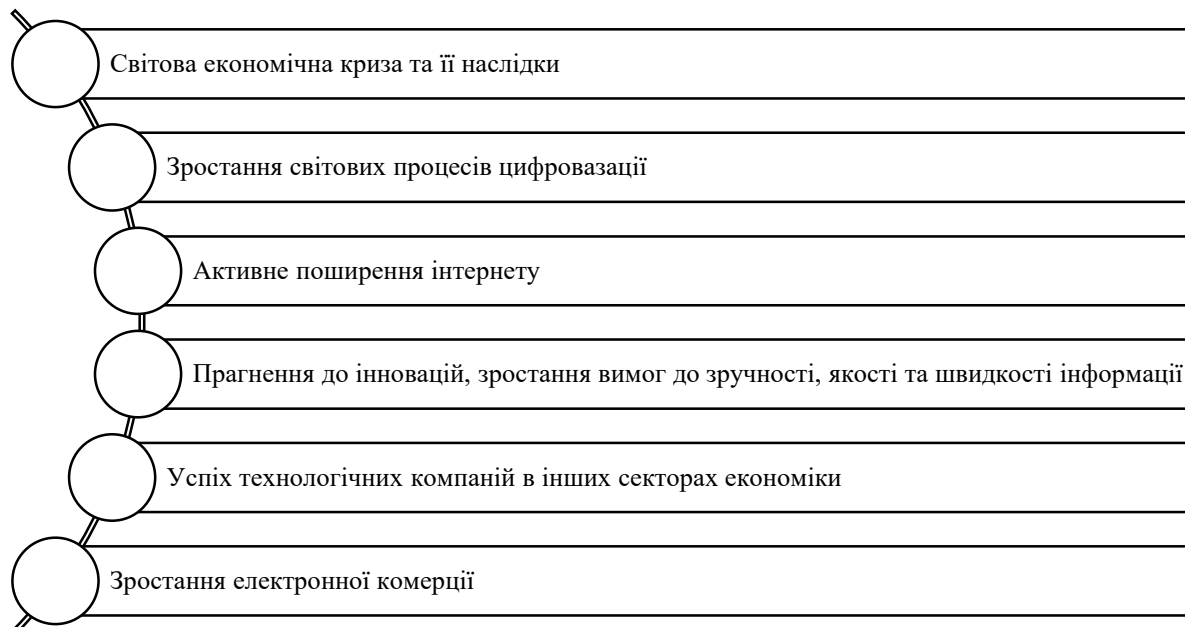 Світова економічна криза та її наслідки
Зростання світових процесів цифровазації
Активне поширення інтернету
Прагнення до інновацій, зростання вимог до зручності, якості та швидкості інформації
Успіх технологічних компаній в інших секторах економіки
Зростання електронної комерції